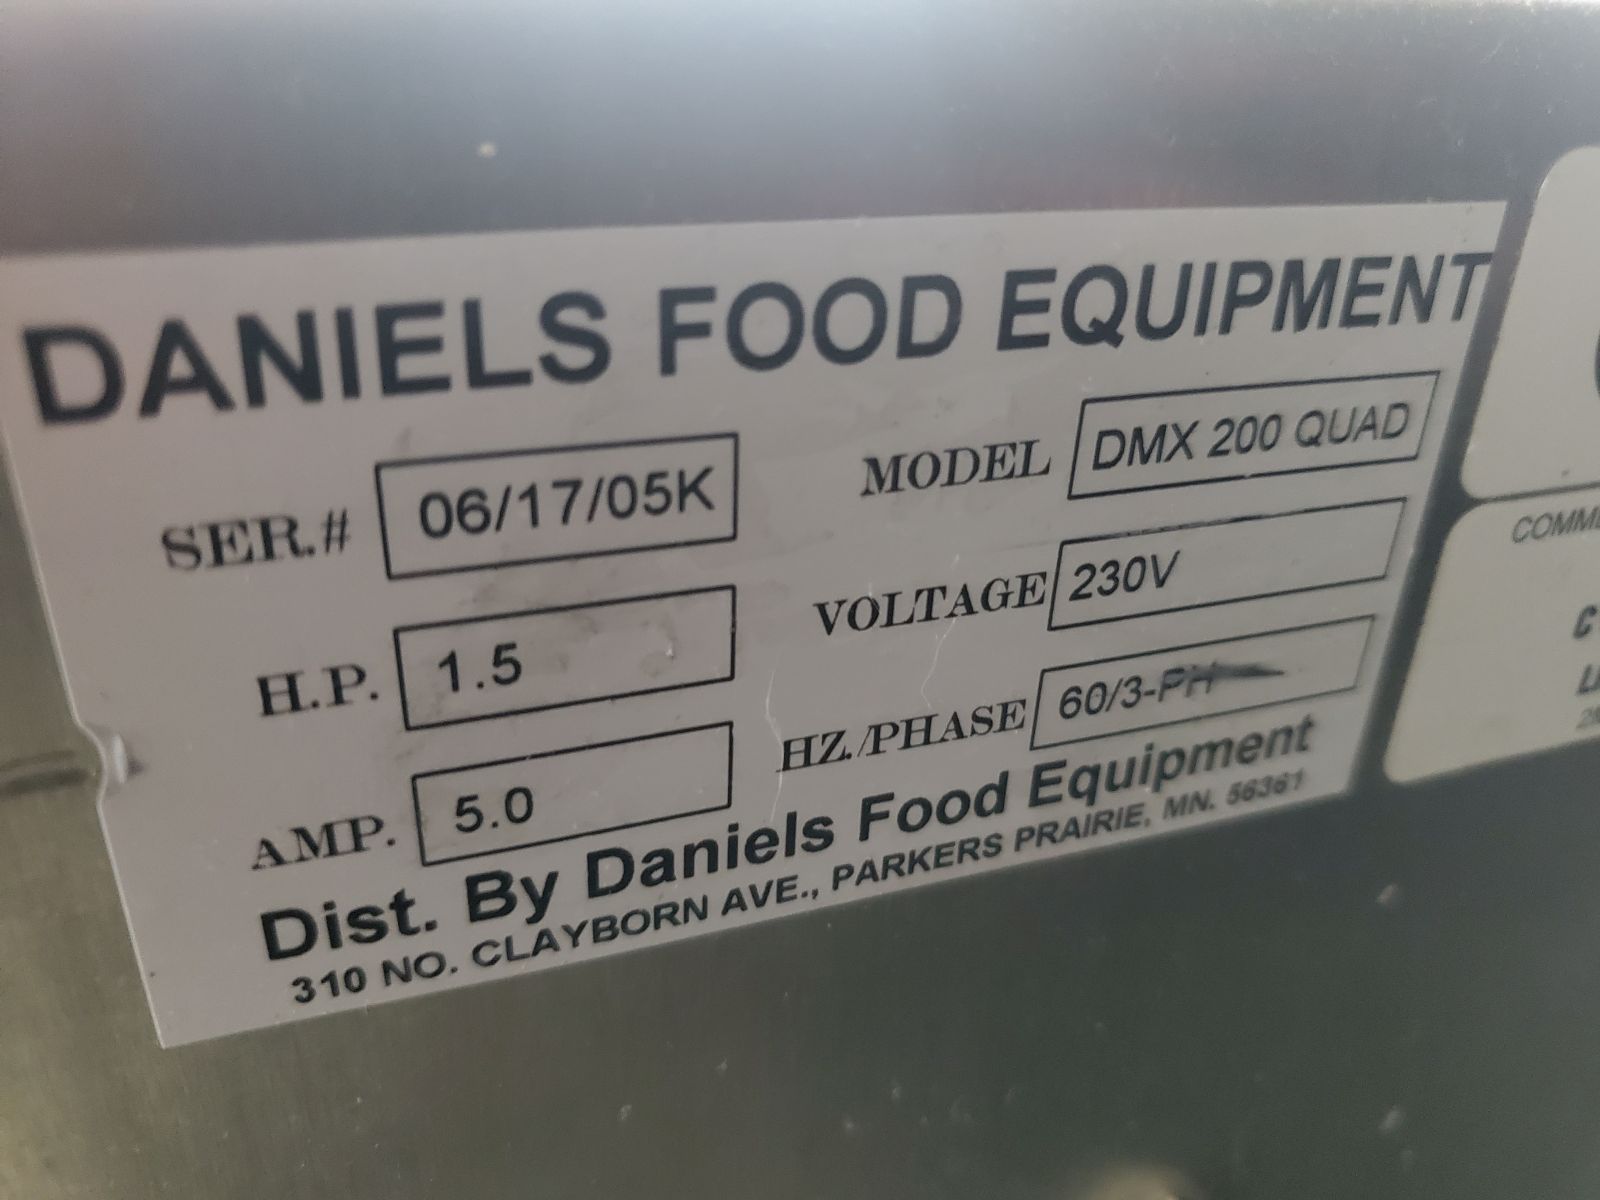 DANIELS FOOD EQUIPMENT
SER.# 06/17/05K
MODEL DMX 200 QUAD
H.P. 1.5
VOLTAGE 230V
AMP. 5.0
HZ./PHASE 60/3-PH
Dist. By Daniels Food Equipment
310 NO. CLAYBORN AVE., PARKERS PRAIRIE, MN. 56361